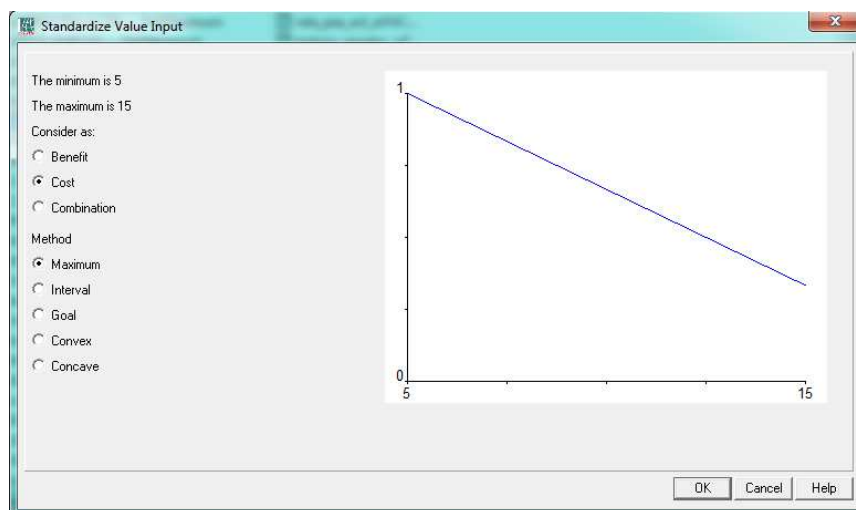 Standardize Value Input
The minimum is 5
The maximum is 15
Consider as:
Benefit
Cost
Combination
Method
Maximum
Interval
Goal
Convex
Concave
1
0
5
15
OK
Cancel
Help